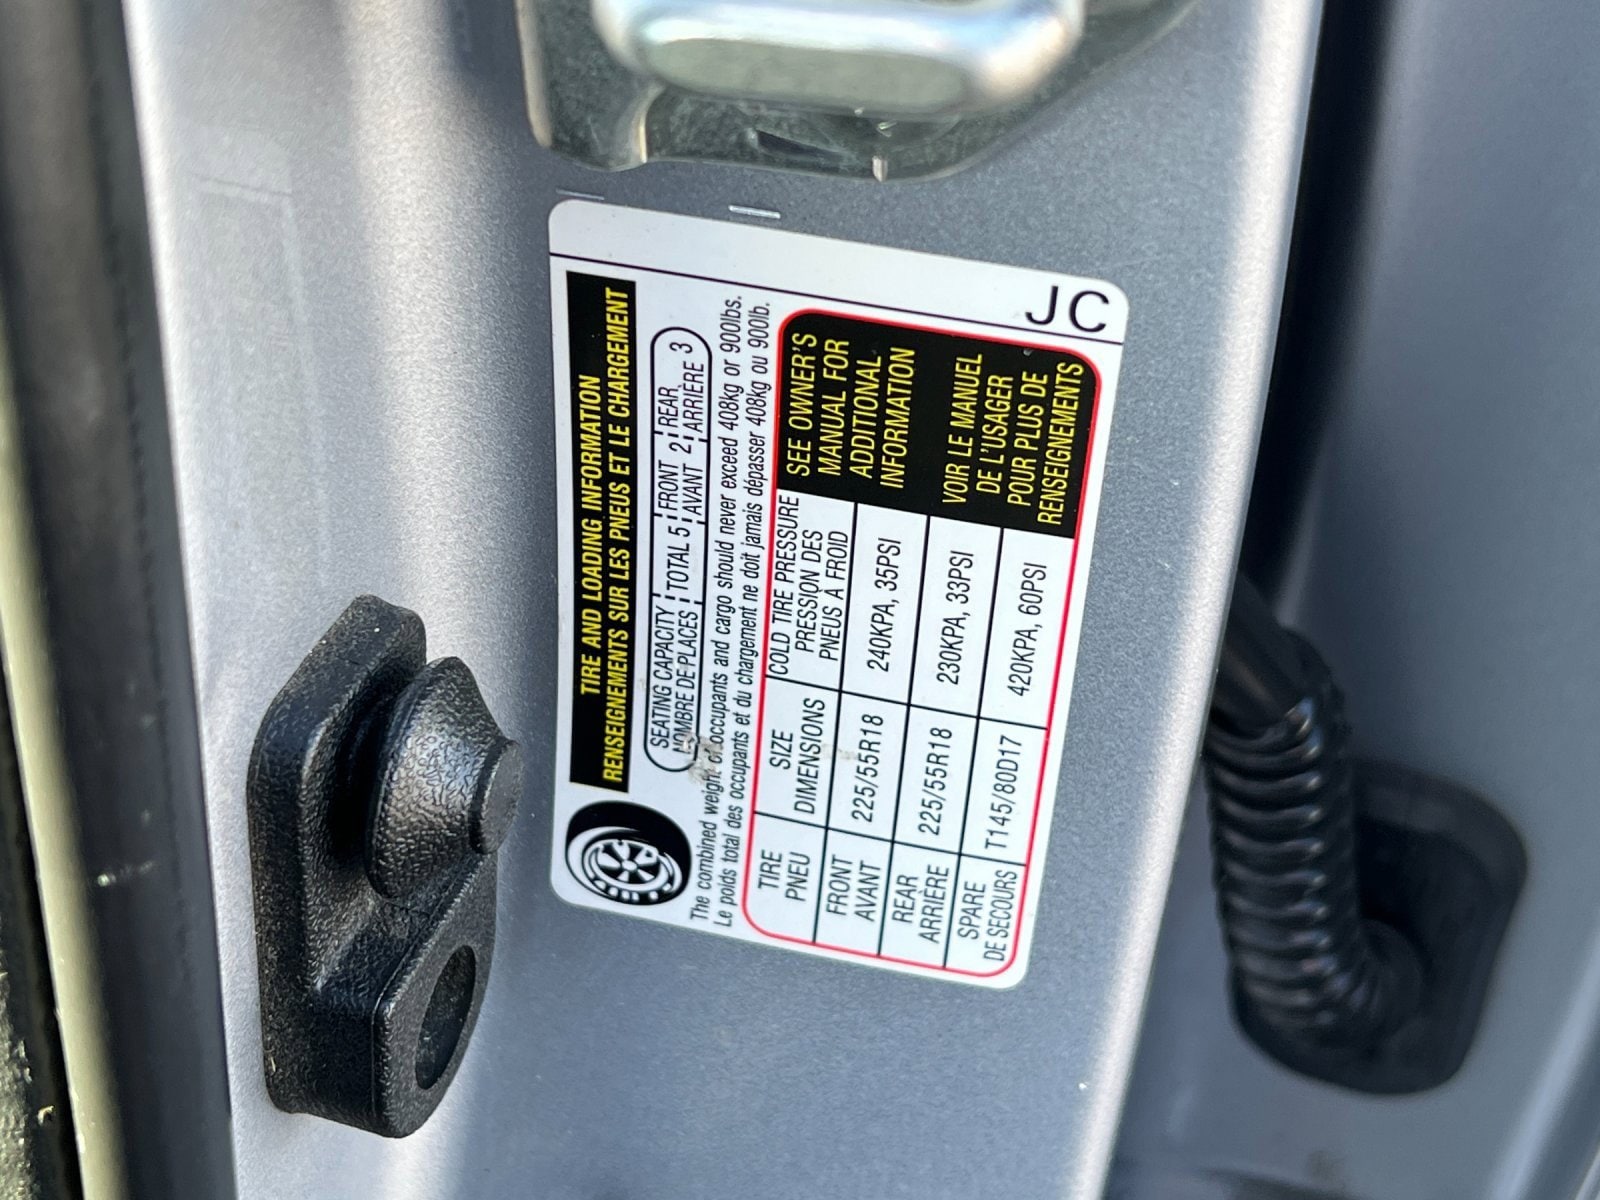 JC
TIRE AND LOADING INFORMATION
RENSEIGNEMENTS SUR LES PNEUS ET LE CHARGEMENT
SEATING CAPACITY TOTAL 5 FRONT 2 REAR 3
NOMBRE DE PLACES AVANT ARRIÈRE
The combined weight of occupants and cargo should never exceed 408kg or 900lbs.
Le poids total des occupants et du chargement ne doit jamais dépasser 408kg ou 900lb.
TIRE SIZE COLD TIRE PRESSURE
PNEU DIMENSIONS PRESSION DES
PNEUS À FROID
FRONT 225/55R18 240KPA, 35PSI
AVANT
REAR 225/55R18 230KPA, 33PSI
ARRIÈRE
SPARE T145/80D17 420KPA, 60PSI
DE SECOURS
SEE OWNER'S
MANUAL FOR
ADDITIONAL
INFORMATION
VOIR LE MANUEL
DE L'USAGER
POUR PLUS DE
RENSEIGNEMENTS